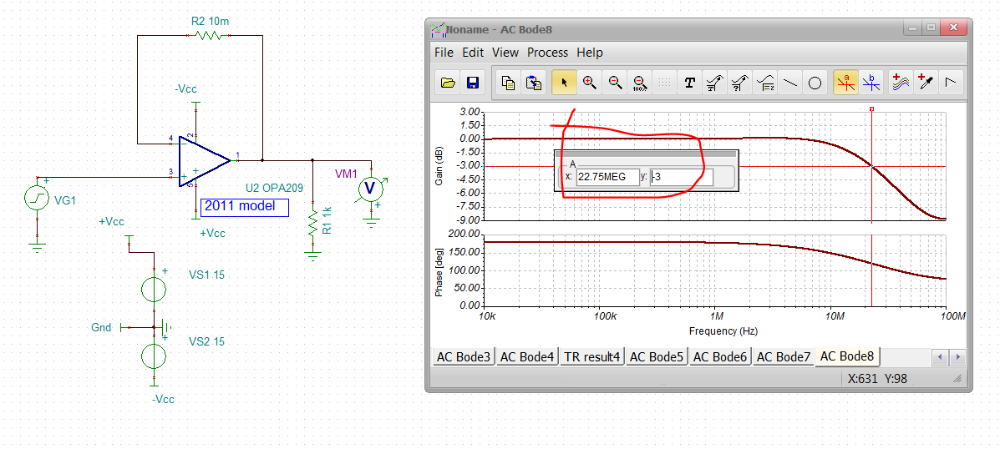 R2 10m
-Vcc
4
2
1
3
5
U2 OPA209
2011 model
+Vcc
VG1
VM1
V
R1 1k
+Vcc
VS1 15
Gnd
VS2 15
-Vcc
Noname - AC Bode8
File Edit View Process Help
100%
T
a
b
3.00
1.50
0.00
-1.50
-3.00
-4.50
-6.00
-7.50
-9.00
Gain (dB)
A
x: 22.75MEG y: -3
200.00
150.00
100.00
50.00
0.00
Phase [deg]
10k 100k 1M 10M 100M
Frequency (Hz)
AC Bode3 AC Bode4 TR result4 AC Bode5 AC Bode6 AC Bode7 AC Bode8
X:631 Y:98